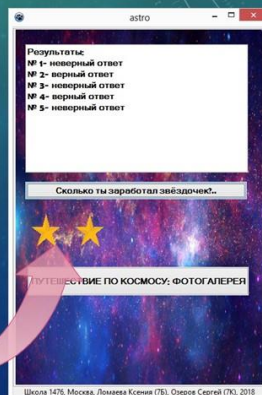 astro
Результаты:
№ 1- неверный ответ
№ 2- верный ответ
№ 3- неверный ответ
№ 4- верный ответ
№ 5- неверный ответ
Сколько ты заработал звёздочек?..
ПУТЕШЕСТВИЕ ПО КОСМОСУ: ФОТОГАЛЕРЕЯ
Школа 1476, Москва, Ломаева Ксения (7Б), Озеров Сергей (7К), 2018